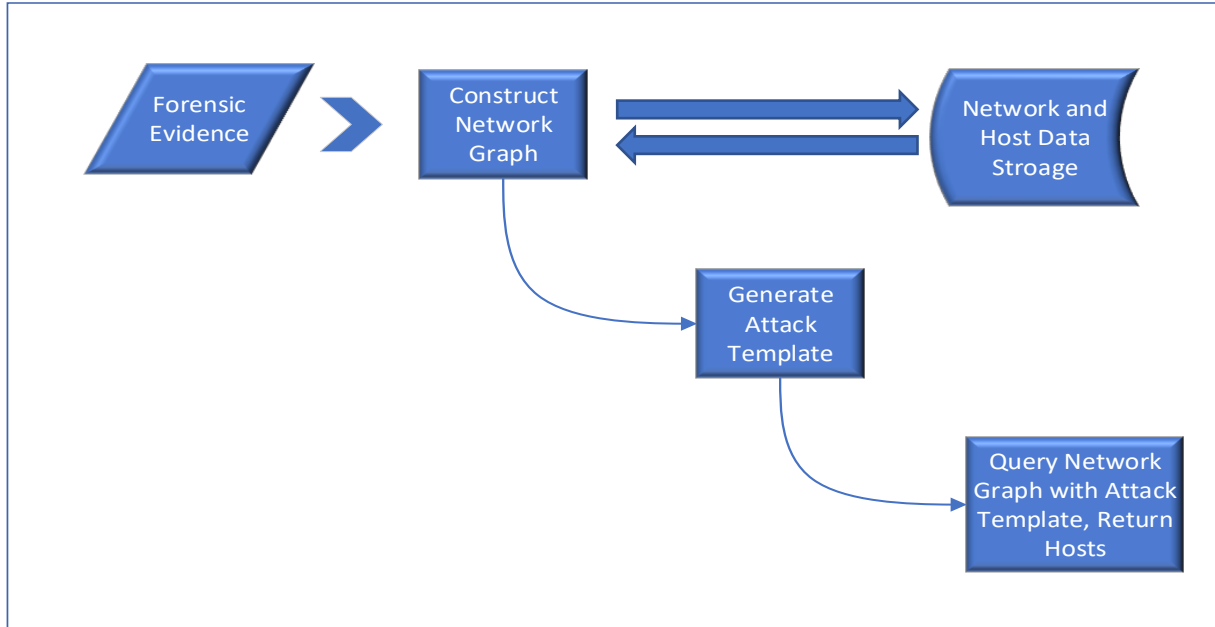 Forensic
Evidence
Construct
Network
Graph
Network and
Host Data
Stroage
Generate
Attack
Template
Query Network
Graph with Attack
Template, Return
Hosts